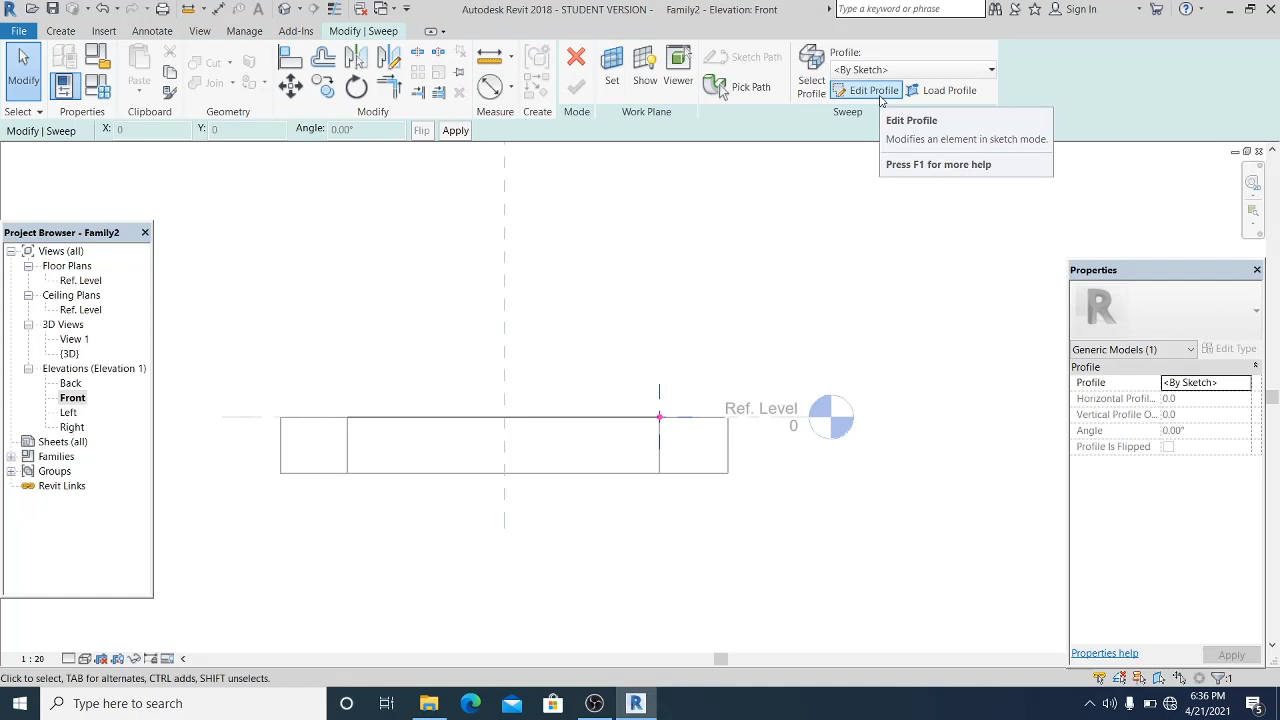 Autodesk Revit 2018 - STUDENT VERSION - Family2 - Elevation: Front
Type a keyword or phrase
Sign In
File
Create
Insert
Annotate
View
Manage
Add-Ins
Modify | Sweep
Modify
Paste
Cut
Join
Set
Show
Viewer
Sketch Path
Pick Path
Select
Profile
Profile:
<By Sketch>
Edit Profile
Load Profile
Select
Properties
Clipboard
Geometry
Modify
Measure
Create
Mode
Work Plane
Sweep
Modify | Sweep
X: 0
Y: 0
Angle: 0.00°
Flip
Apply
Edit Profile
Modifies an element in sketch mode.
Press F1 for more help
Project Browser - Family2
Views (all)
Floor Plans
Ref. Level
Ceiling Plans
Ref. Level
3D Views
View 1
{3D}
Elevations (Elevation 1)
Back
Front
Left
Right
Sheets (all)
Families
Groups
Revit Links
Ref. Level
0
Properties
R
Generic Models (1)
Edit Type
Profile
Profile <By Sketch>
Horizontal Profil... 0.0
Vertical Profile O... 0.0
Angle 0.00°
Profile Is Flipped
Properties help
Apply
1 : 20
Click to select, TAB for alternates, CTRL adds, SHIFT unselects.
:1
Type here to search
6:36 PM
4/21/2021